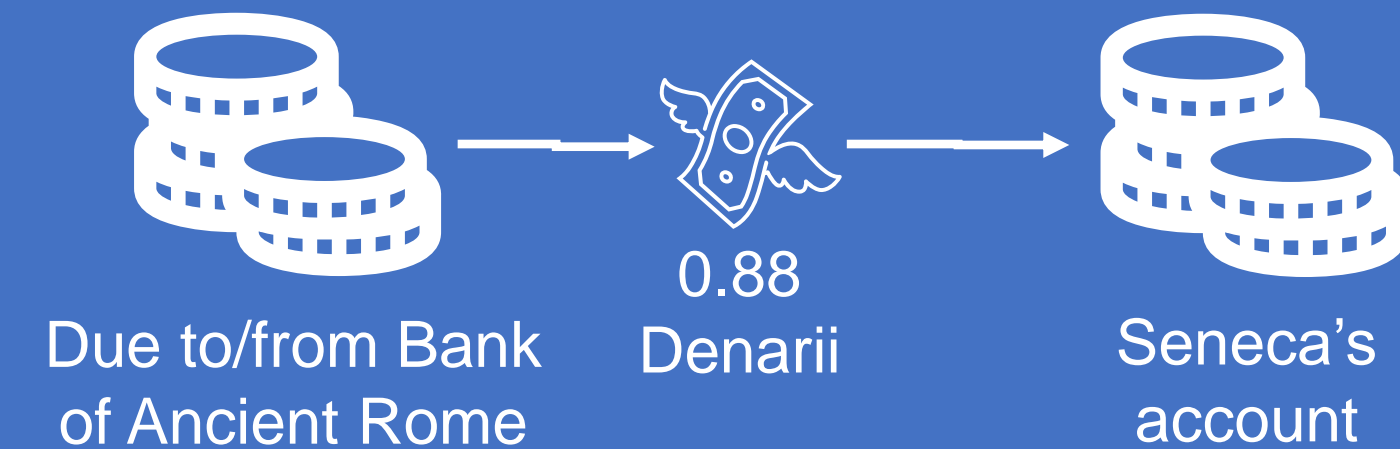 Due to/from Bank
of Ancient Rome
0.88
Denarii
Seneca’s
account